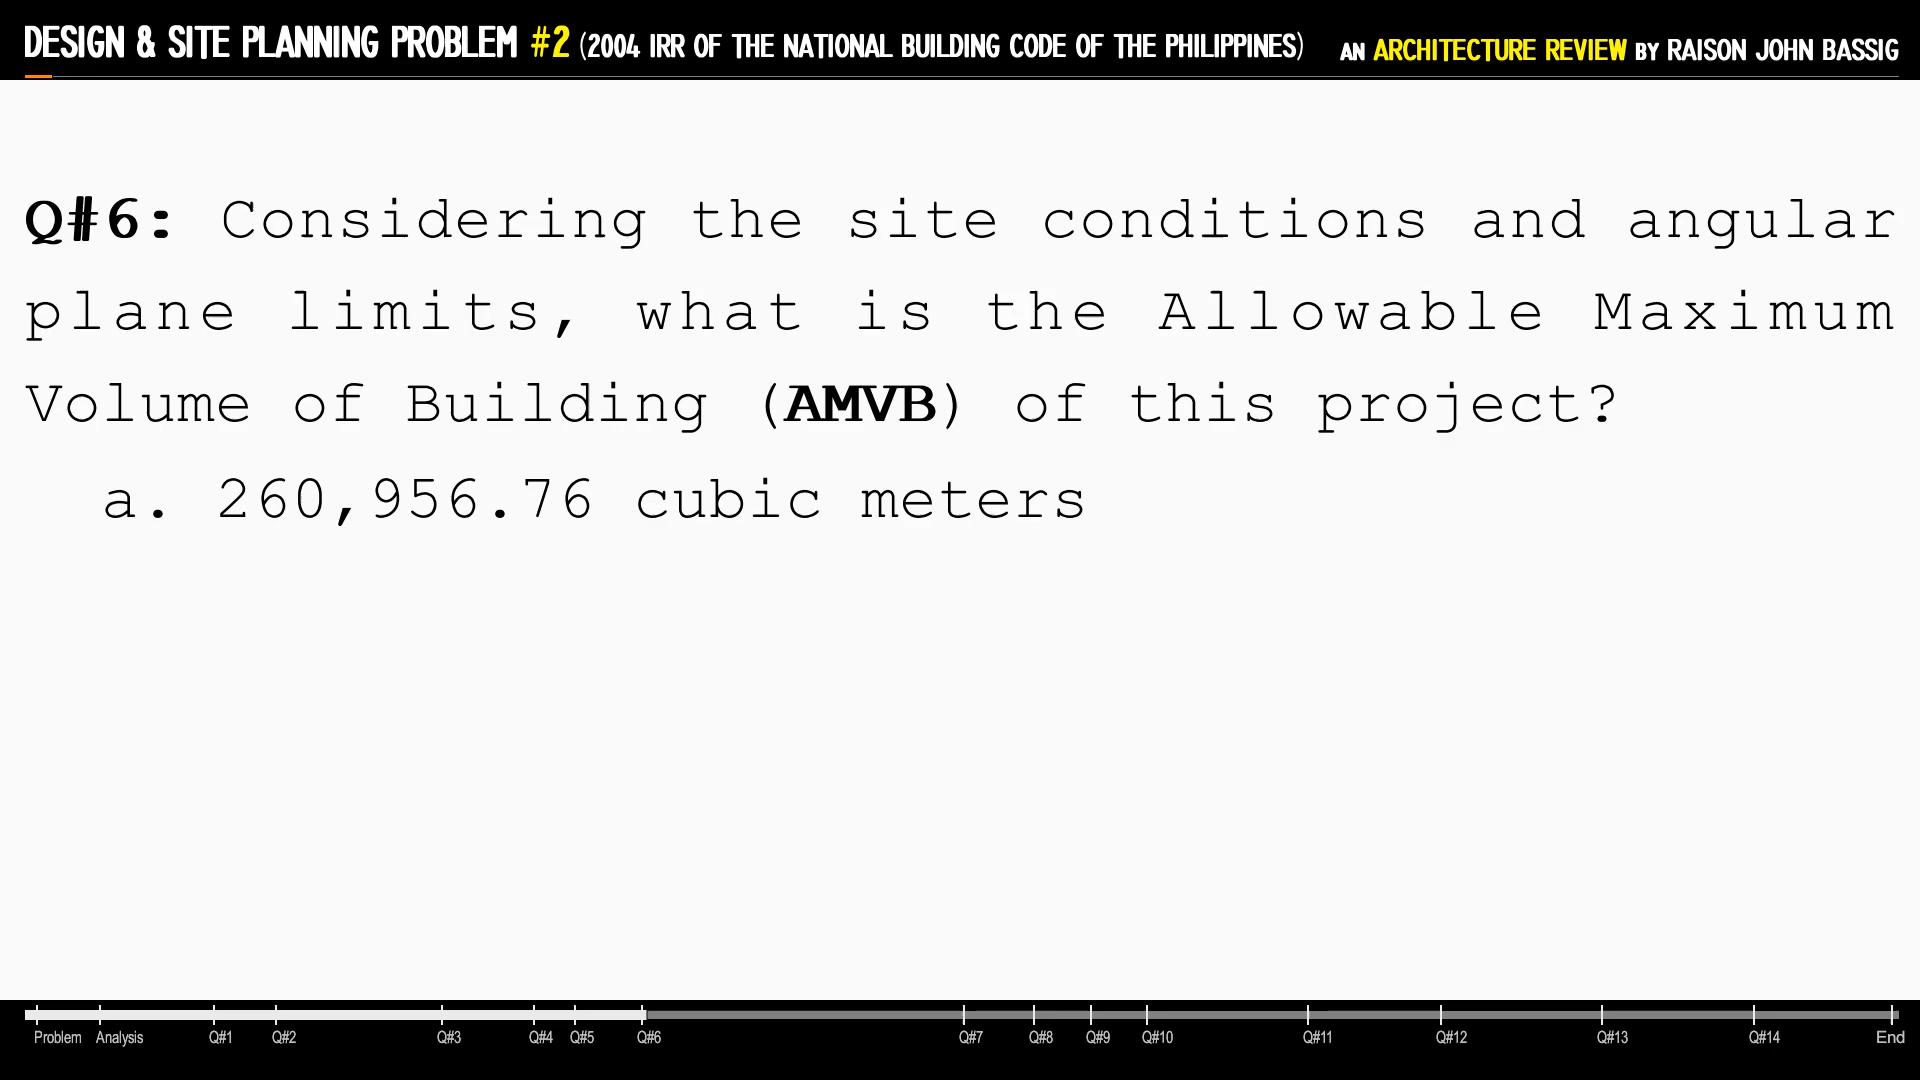 DESIGN & SITE PLANNING PROBLEM #2 (2004 IRR OF THE NATIONAL BUILDING CODE OF THE PHILIPPINES) AN ARCHITECTURE REVIEW BY RAISON JOHN BASSIG
Q#6: Considering the site conditions and angular
plane limits, what is the Allowable Maximum
Volume of Building (AMVB) of this project?
a. 260,956.76 cubic meters
Problem Analysis Q#1 Q#2 Q#3 Q#4 Q#5 Q#6 Q#7 Q#8 Q#9 Q#10 Q#11 Q#12 Q#13 Q#14 End